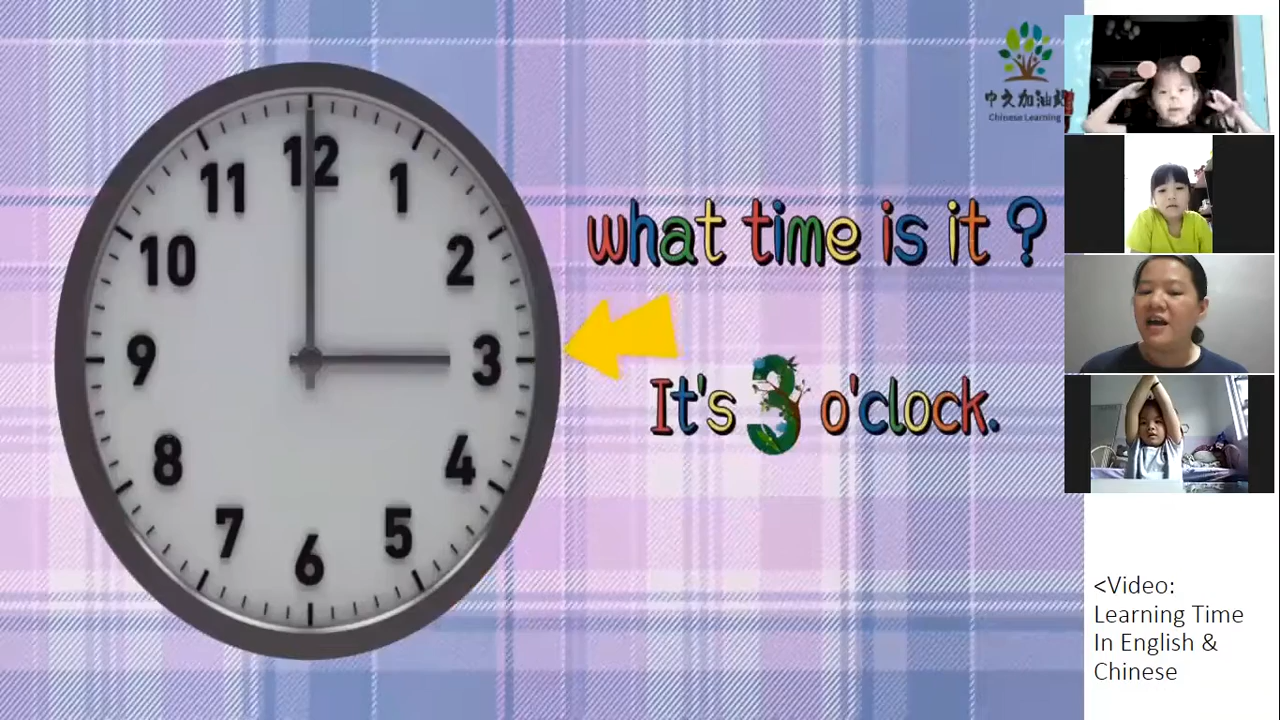 12
11
1
10
2
9
3
8
4
7
5
6
what time is it ?
It's 3 o'clock.
中文加油站
Chinese Learning
<Video:
Learning Time
In English &
Chinese